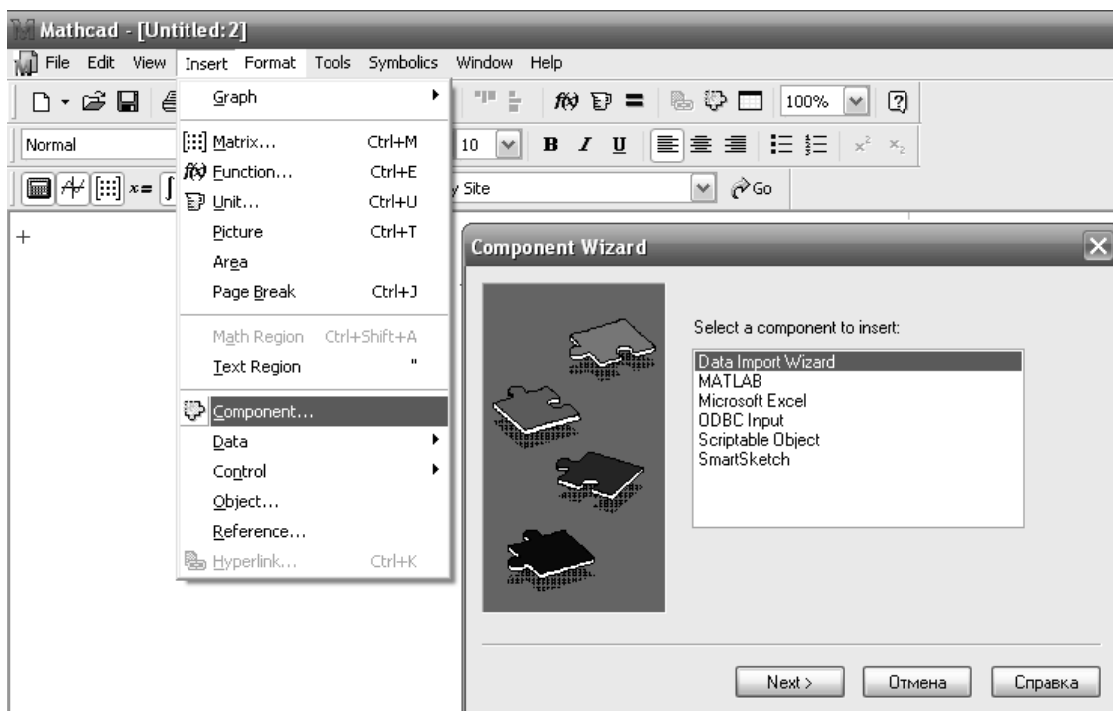 Mathcad - [Untitled:2]
File Edit View Insert Format Tools Symbolics Window Help
100%
Normal
10 B I U x² x₂
x= Site Go
Graph
Matrix... Ctrl+M
Function... Ctrl+E
Unit... Ctrl+U
Picture Ctrl+T
Area
Page Break Ctrl+J
Math Region Ctrl+Shift+A
Text Region "
Component...
Data
Control
Object...
Reference...
Hyperlink... Ctrl+K
Component Wizard
Select a component to insert:
Data Import Wizard
MATLAB
Microsoft Excel
ODBC Input
Scriptable Object
SmartSketch
Next > Отмена Справка